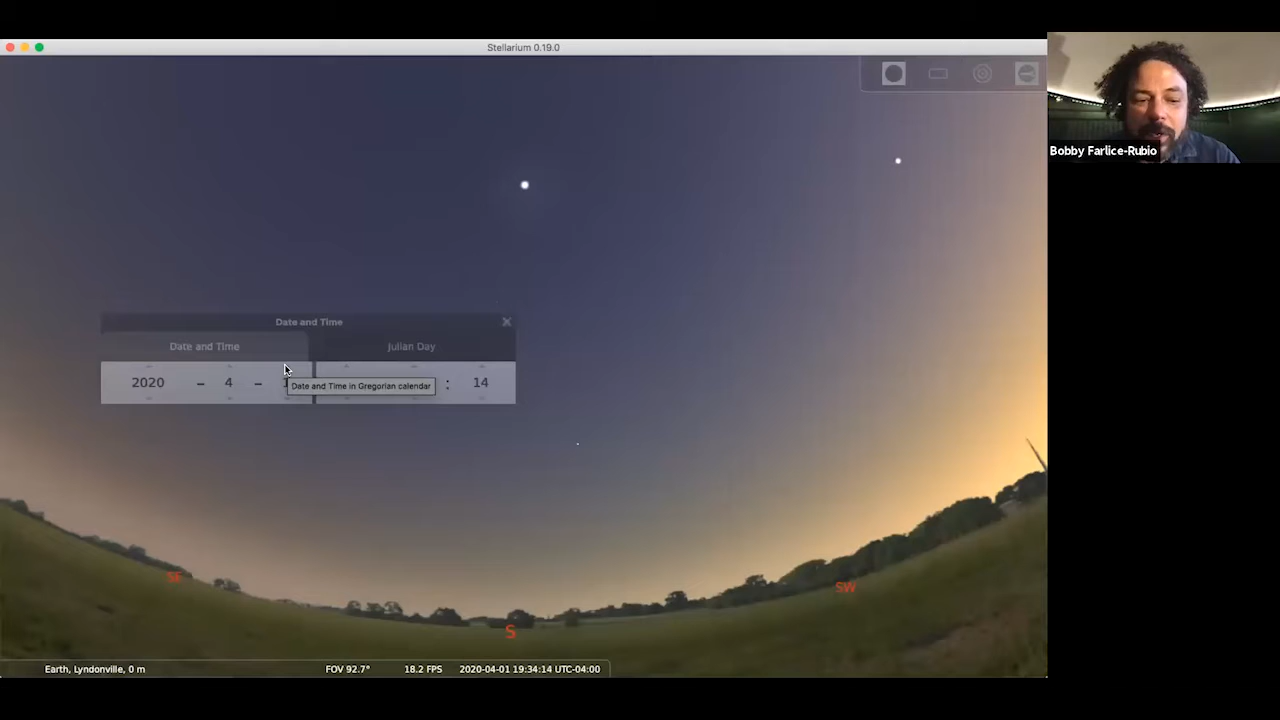 Stellarium 0.19.0
Bobby Farlice-Rubio
Date and Time
Date and Time Julian Day
2020 - 4 - 1 : 14
Date and Time in Gregorian calendar
SE
SW
S
Earth, Lyndonville, 0 m FOV 92.7° 18.2 FPS 2020-04-01 19:34:14 UTC-04:00